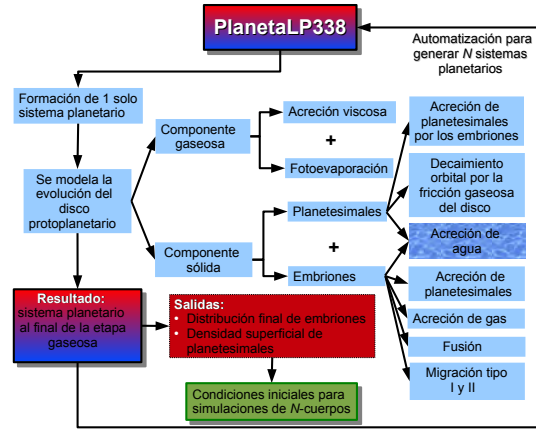 PlanetaLP338
Automatización para
generar N sistemas
planetarios
Formación de 1 solo
sistema planetario
Se modela la
evolución del
disco
protoplanetario
Componente
gaseosa
Componente
sólida
Acreción viscosa
+
Fotoevaporación
Planetesimales
+
Embriones
Acreción de
planetesimales
por los embriones
Decaimiento
orbital por la
fricción gaseosa
del disco
Acreción de
agua
Acreción de
planetesimales
Acreción de gas
Fusión
Migración tipo
I y II
Resultado:
sistema planetario
al final de la etapa
gaseosa
Salidas:
• Distribución final de
embriones
• Densidad superficial de
planetesimales
Condiciones iniciales para
simulaciones de N-cuerpos